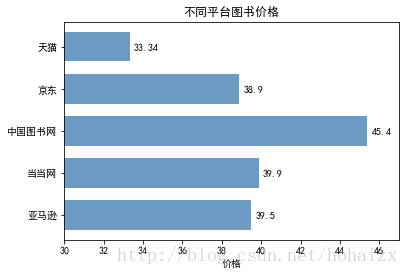 不同平台图书价格
天猫
33.34
京东
38.9
中国图书网
45.4
当当网
39.9
亚马逊
39.5
30 32 34 36 38 40 42 44 46
价格
http://blog.csdn.net/hohaizx